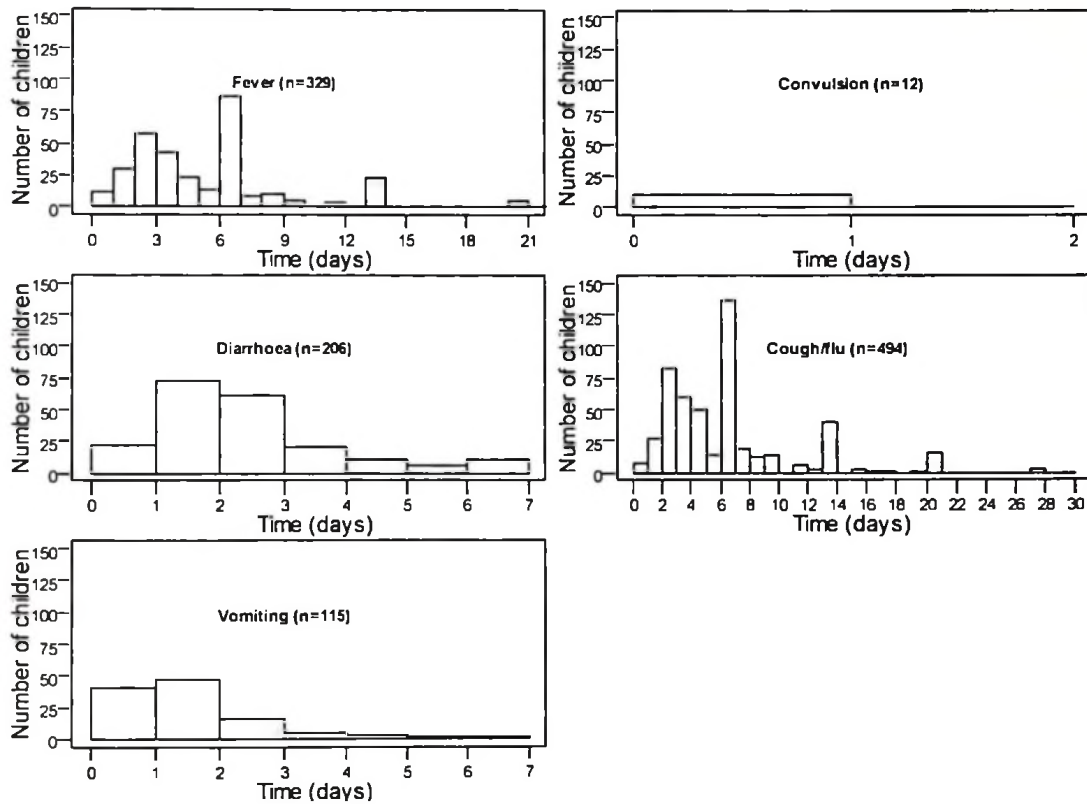 Number of children
150
125
100
75
50
25
0
Fever (n=329)
0 3 6 9 12 15 18 21
Time (days)
Number of children
150
125
100
75
50
25
0
Convulsion (n=12)
0 1 2
Time (days)
Number of children
150
125
100
75
50
25
0
Diarrhoea (n=206)
0 1 2 3 4 5 6 7
Time (days)
Number of children
150
125
100
75
50
25
0
Cough/flu (n=494)
0 2 4 6 8 10 12 14 16 18 20 22 24 26 28 30
Time (days)
Number of children
150
125
100
75
50
25
0
Vomiting (n=115)
0 1 2 3 4 5 6 7
Time (days)